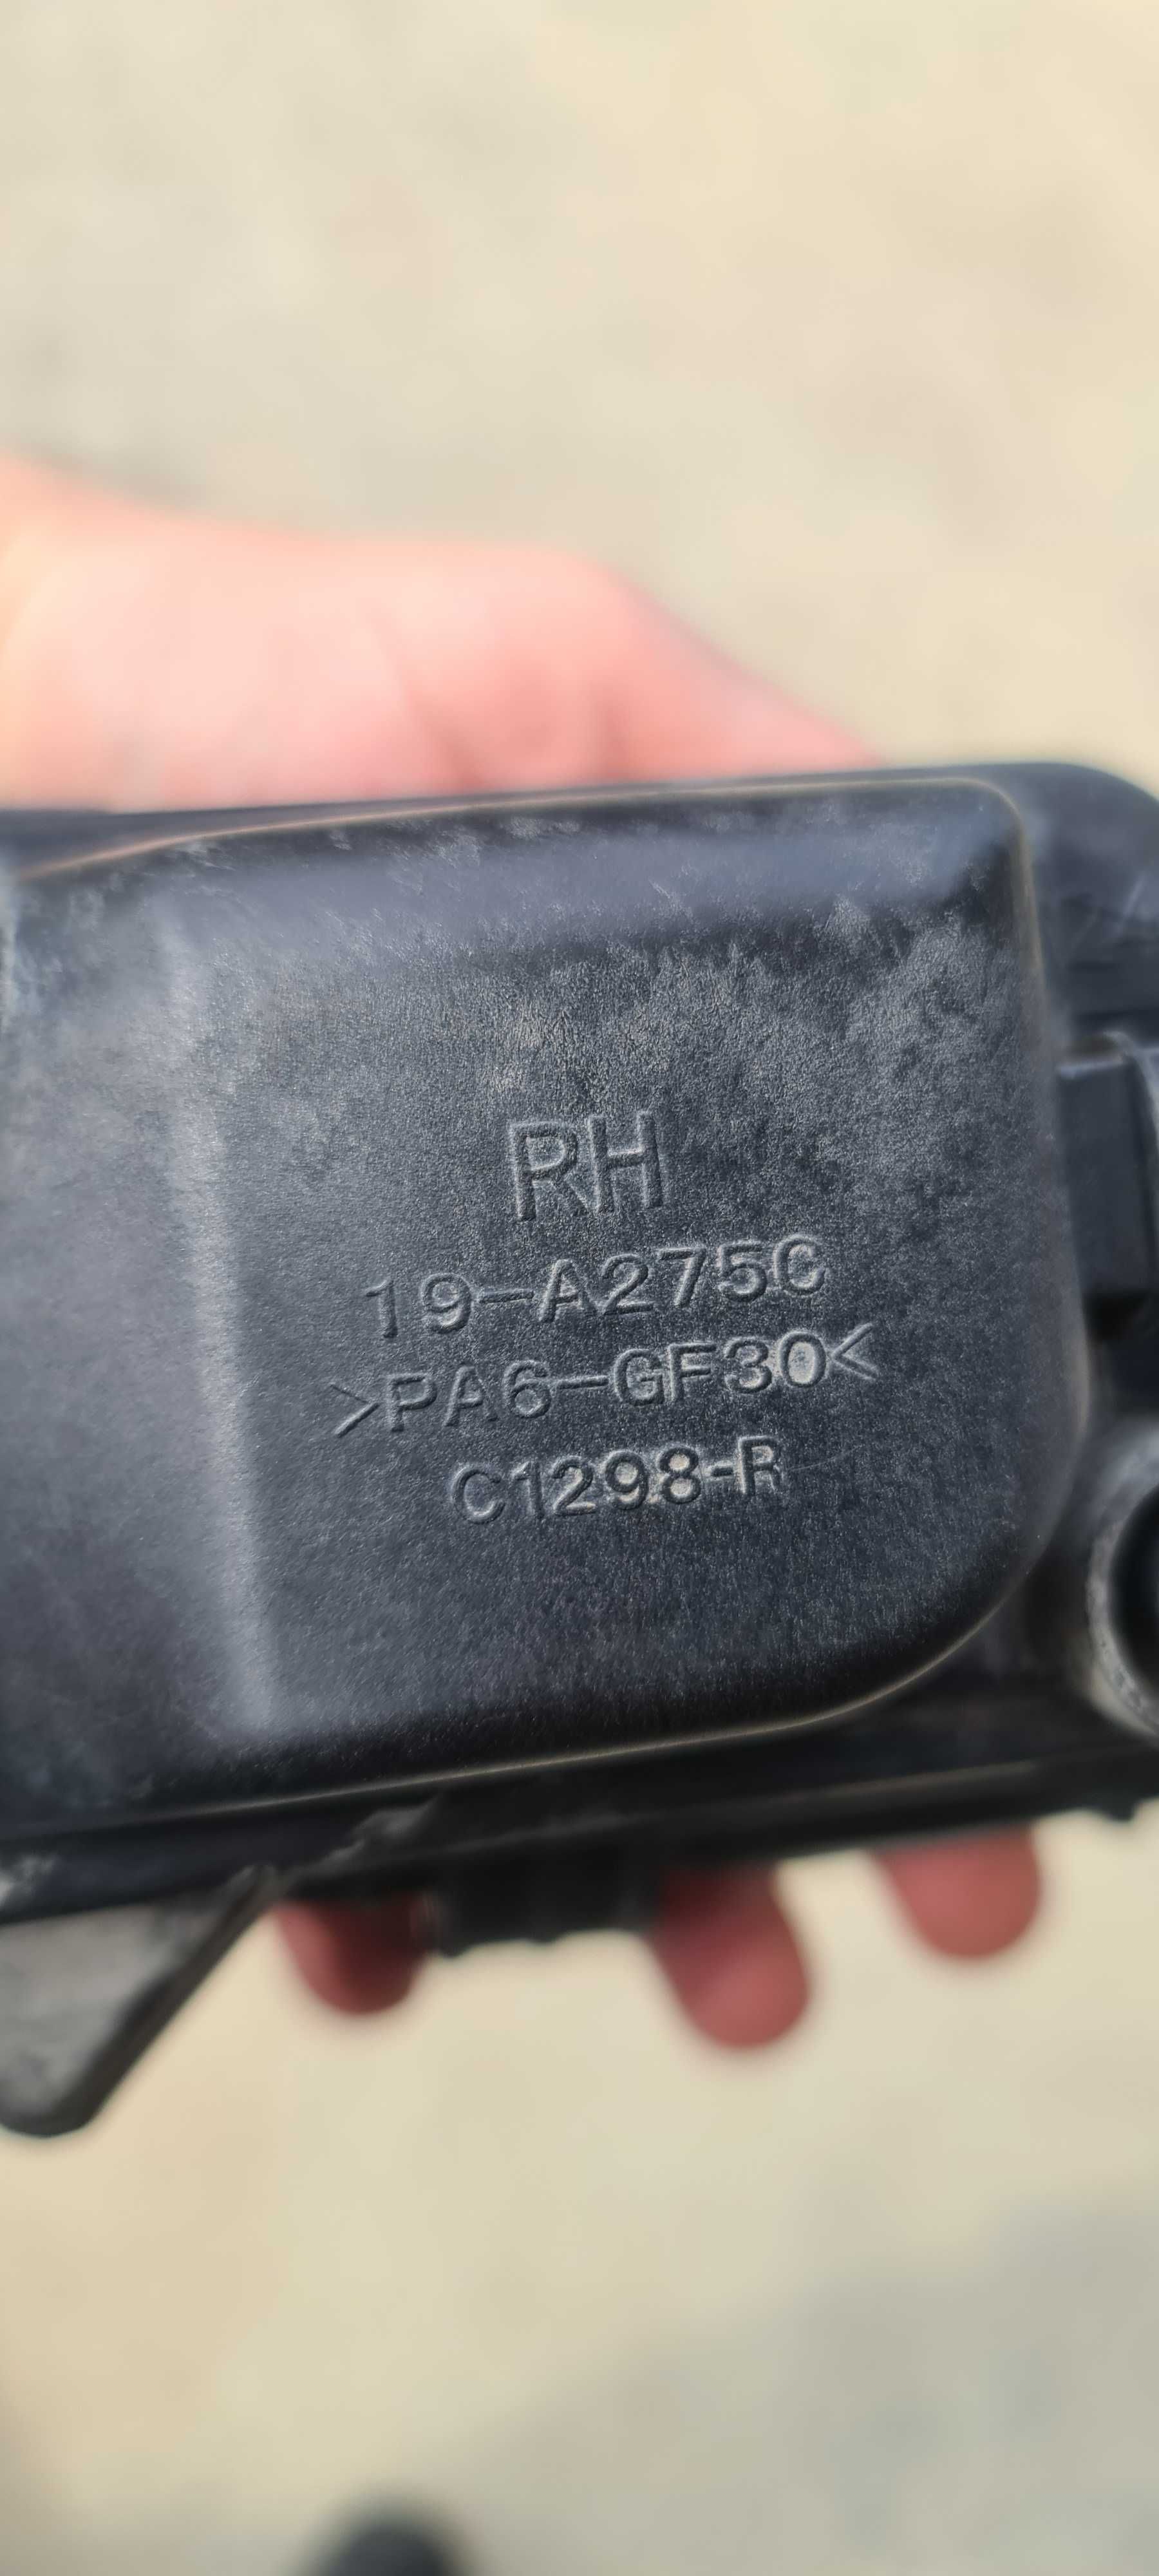 RH
19-A275C
>PA6-GF30<
C1298-R